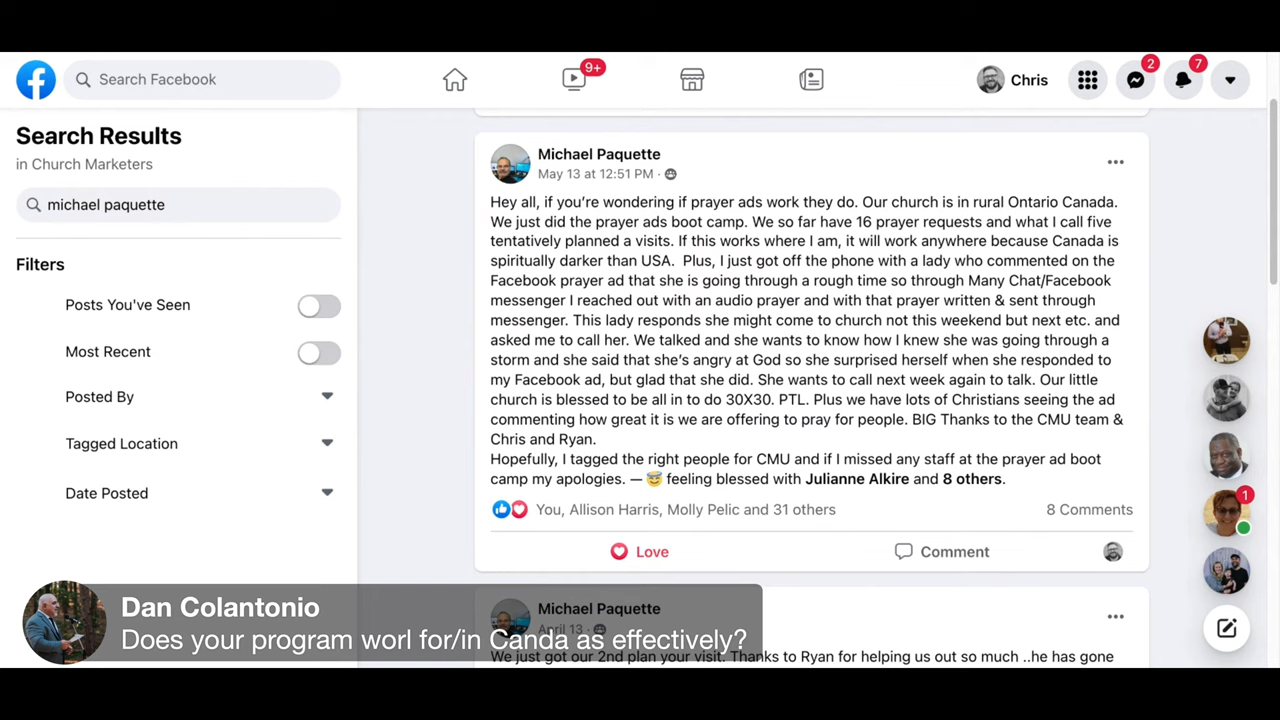 Search Facebook
9+
Chris
2
7
Search Results
in Church Marketers
michael paquette
Filters
Posts You've Seen
Most Recent
Posted By
Tagged Location
Date Posted
Michael Paquette
May 13 at 12:51 PM ·
Hey all, if you're wondering if prayer ads work they do. Our church is in rural Ontario Canada.
We just did the prayer ads boot camp. We so far have 16 prayer requests and what I call five
tentatively planned a visits. If this works where I am, it will work anywhere because Canada is
spiritually darker than USA.  Plus, I just got off the phone with a lady who commented on the
Facebook prayer ad that she is going through a rough time so through Many Chat/Facebook
messenger I reached out with an audio prayer and with that prayer written & sent through
messenger. This lady responds she might come to church not this weekend but next etc. and
asked me to call her. We talked and she wants to know how I knew she was going through a
storm and she said that she's angry at God so she surprised herself when she responded to
my Facebook ad, but glad that she did. She wants to call next week again to talk. Our little
church is blessed to be all in to do 30X30. PTL. Plus we have lots of Christians seeing the ad
commenting how great it is we are offering to pray for people. BIG Thanks to the CMU team &
Chris and Ryan.
Hopefully, I tagged the right people for CMU and if I missed any staff at the prayer ad boot
camp my apologies. — 😇 feeling blessed with Julianne Alkire and 8 others.
You, Allison Harris, Molly Pelic and 31 others
8 Comments
Love
Comment
1
Michael Paquette
April 13 ·
We just got our 2nd plan your visit. Thanks to Ryan for helping us out so much ..he has gone
Dan Colantonio
Does your program worl for/in Canda as effectively?